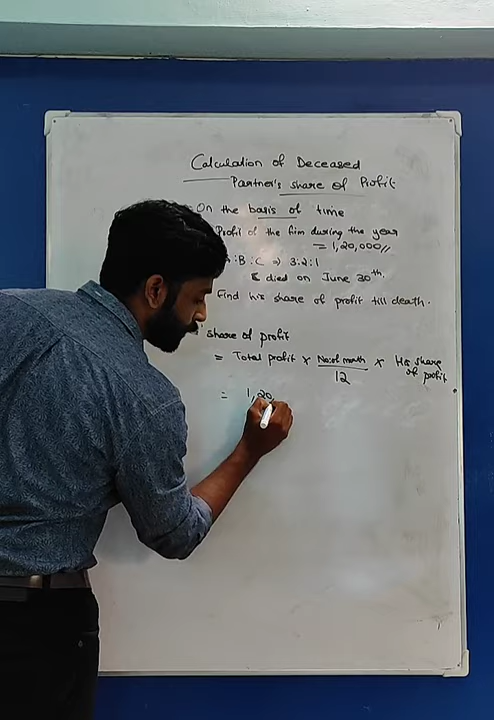 Calculation of Deceased
Partner's share of Profit
On the basis of time
Profit of the firm during the year
= 1,20,000//
:B:C ⇒ 3:2:1
C died on June 30th.
Find his share of profit till death.
share of profit
= Total profit × No:of month / 12 × His share of profit
= 1,20,